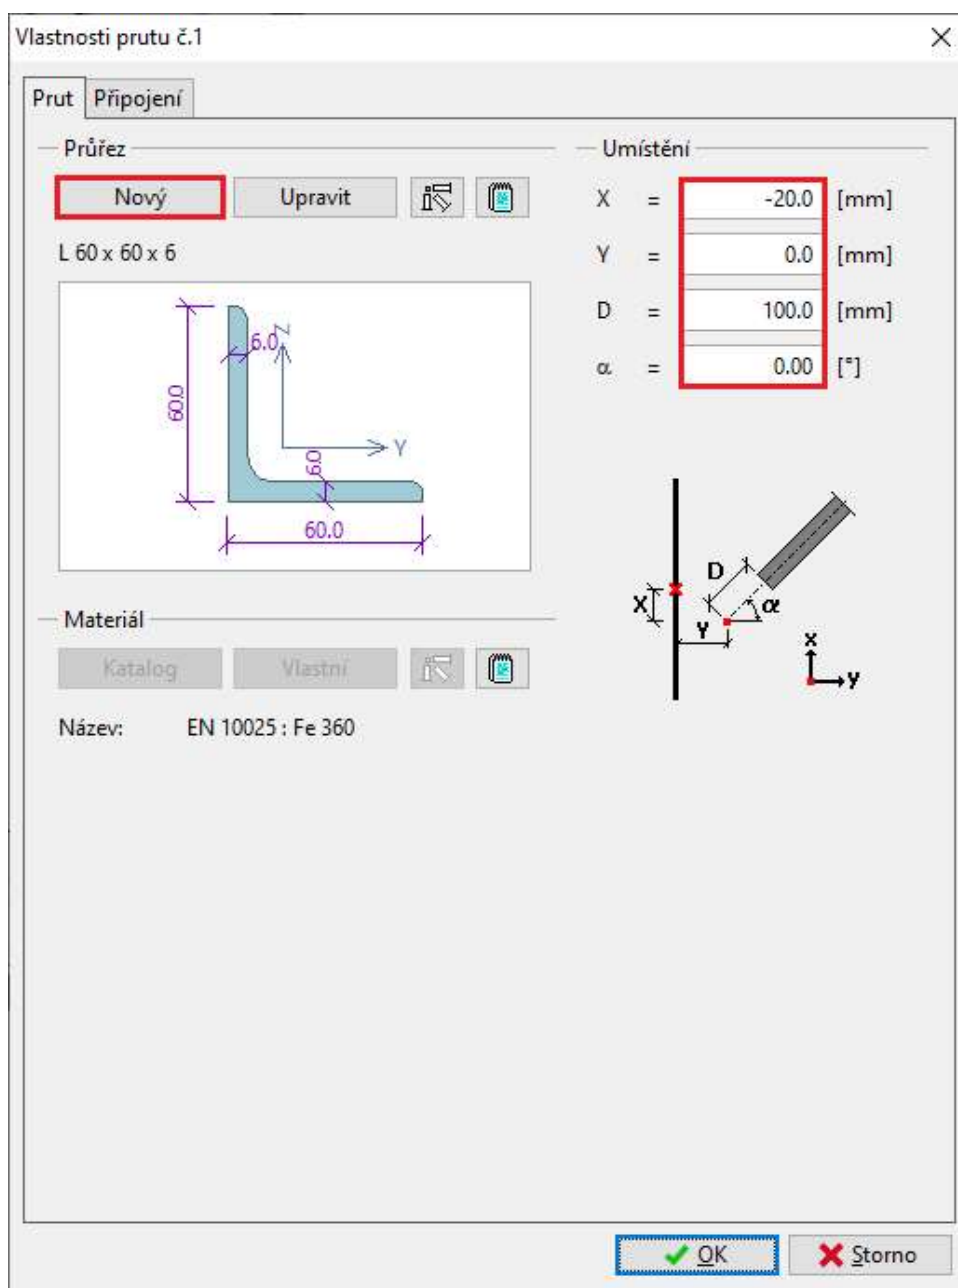 Vlastnosti prutu č.1
Prut Připojení
Průřez
Nový Upravit
L 60 x 60 x 6
6.0
Z
60.0
Y
6.0
60.0
Materiál
Katalog Vlastní
Název: EN 10025 : Fe 360
Umístění
X = -20.0 [mm]
Y = 0.0 [mm]
D = 100.0 [mm]
α = 0.00 [°]
D
X
α
Y
x
y
OK Storno